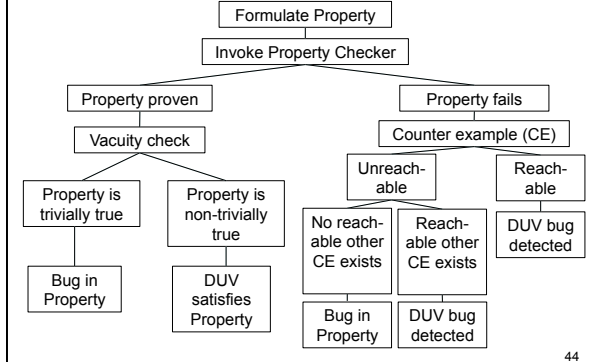 Formulate Property
Invoke Property Checker
Property proven
Property fails
Vacuity check
Counter example (CE)
Unreach-
able
Reach-
able
Property is
trivially true
Property is
non-trivially
true
No reach-
able other
CE exists
Reach-
able other
CE exists
DUV bug
detected
Bug in
Property
DUV
satisfies
Property
Bug in
Property
DUV bug
detected
44